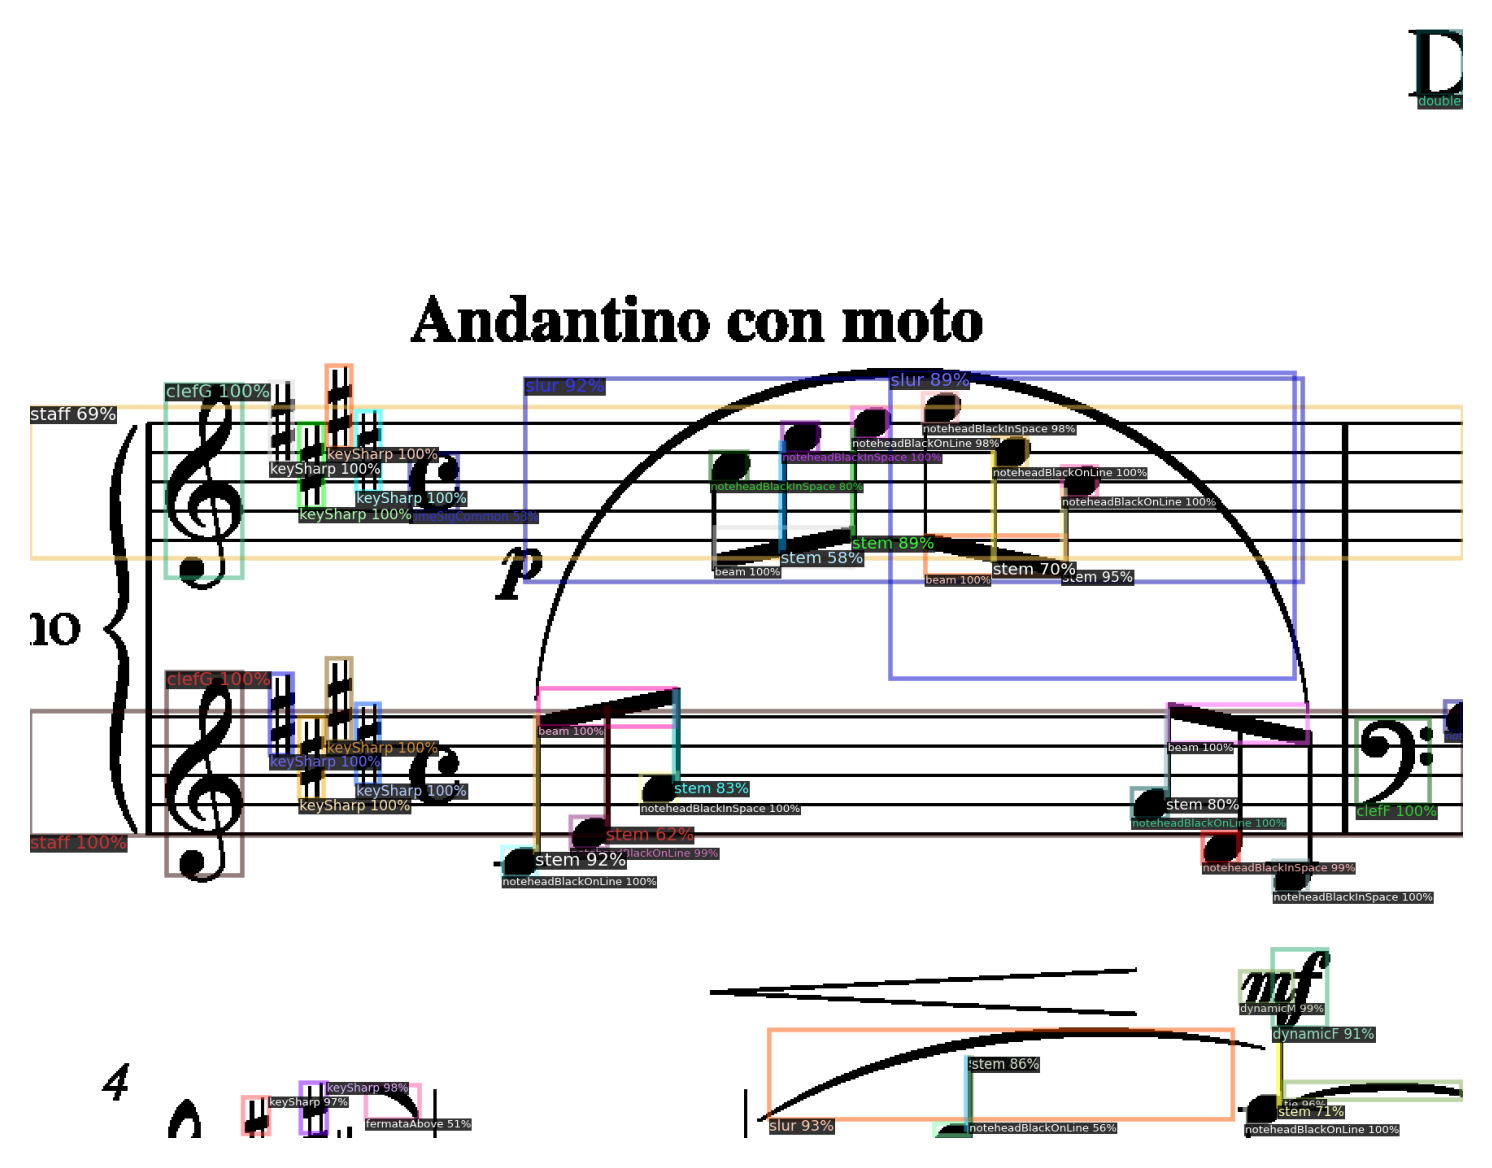 D
double
Andantino con moto
clefG 100%
slur 92%
slur 89%
staff 69%
noteheadBlackInSpace 98%
noteheadBlackOnLine 98%
keySharp 100%
keySharp 100%
noteheadBlackInSpace 100%
noteheadBlackOnLine 100%
noteheadBlackInSpace 80%
keySharp 100%
noteheadBlackOnLine 100%
keySharp 100%
stem 89%
stem 58%
p
beam 100%
stem 70%
stem 95%
beam 100%
no
clefG 100%
beam 100%
keySharp 100%
beam 100%
keySharp 100%
keySharp 100%
stem 83%
keySharp 100%
noteheadBlackInSpace 100%
stem 80%
clefF 100%
noteheadBlackOnLine 100%
staff 100%
stem 62%
noteheadBlackOnLine 99%
stem 92%
noteheadBlackInSpace 99%
noteheadBlackOnLine 100%
noteheadBlackInSpace 100%
mf
dynamicM 99%
dynamicF 91%
stem 86%
4
keySharp 98%
keySharp 97%
tie 96%
stem 71%
fermataAbove 51%
slur 93%
noteheadBlackOnLine 56%
noteheadBlackOnLine 100%